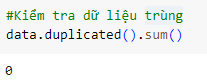 #Kiểm tra dữ liệu trùng
data.duplicated().sum()
0